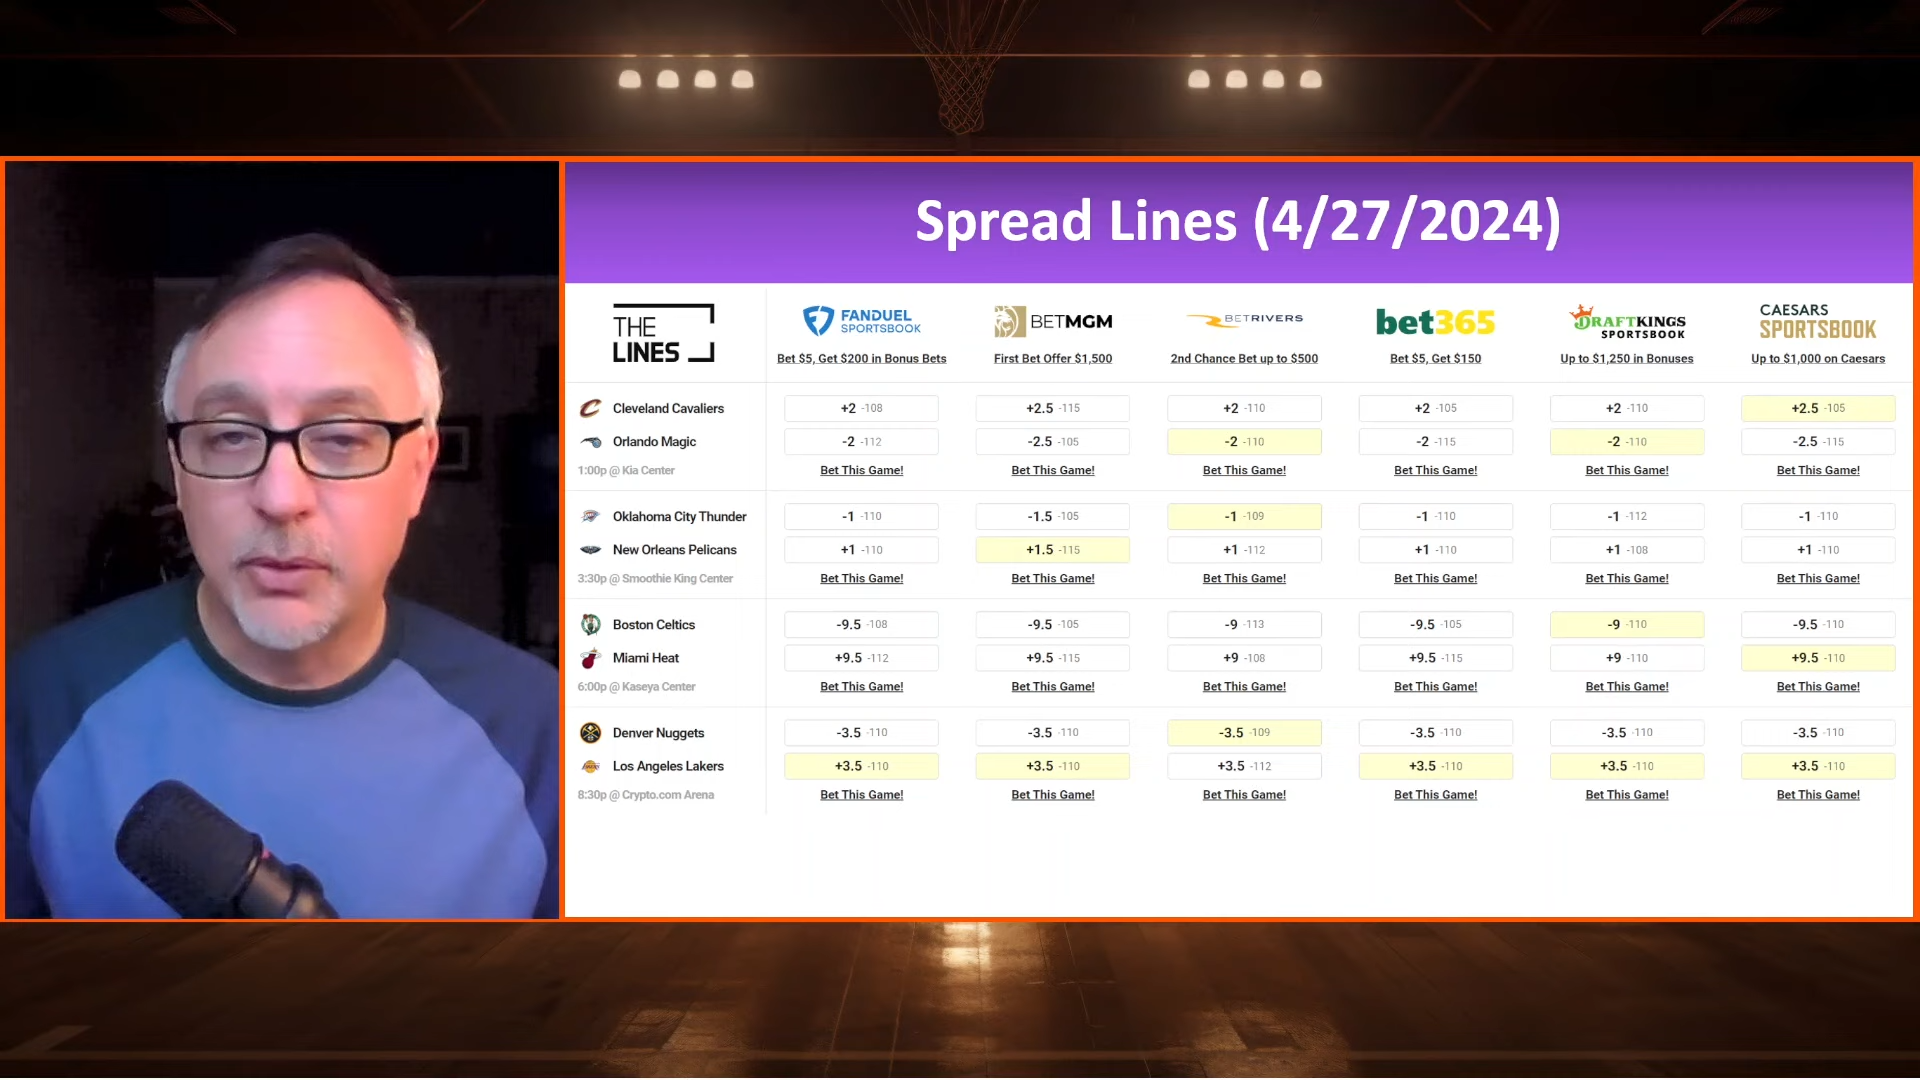 Spread Lines (4/27/2024)
THE LINES
FANDUEL SPORTSBOOK
BETMGM
BETRIVERS
bet365
DRAFTKINGS SPORTSBOOK
CAESARS SPORTSBOOK
Bet $5, Get $200 in Bonus Bets
First Bet Offer $1,500
2nd Chance Bet up to $500
Bet $5, Get $150
Up to $1,250 in Bonuses
Up to $1,000 on Caesars
Cleveland Cavaliers +2 -108 +2.5 -115 +2 -110 +2 -105 +2 -110 +2.5 -105
Orlando Magic -2 -112 -2.5 -105 -2 -110 -2 -115 -2 -110 -2.5 -115
1:00p @ Kia Center Bet This Game! Bet This Game! Bet This Game! Bet This Game! Bet This Game! Bet This Game!
Oklahoma City Thunder -1 -110 -1.5 -105 -1 -109 -1 -110 -1 -112 -1 -110
New Orleans Pelicans +1 -110 +1.5 -115 +1 -112 +1 -110 +1 -108 +1 -110
3:30p @ Smoothie King Center Bet This Game! Bet This Game! Bet This Game! Bet This Game! Bet This Game! Bet This Game!
Boston Celtics -9.5 -108 -9.5 -105 -9 -113 -9.5 -105 -9 -110 -9.5 -110
Miami Heat +9.5 -112 +9.5 -115 +9 -108 +9.5 -115 +9 -110 +9.5 -110
6:00p @ Kaseya Center Bet This Game! Bet This Game! Bet This Game! Bet This Game! Bet This Game! Bet This Game!
Denver Nuggets -3.5 -110 -3.5 -110 -3.5 -109 -3.5 -110 -3.5 -110 -3.5 -110
Los Angeles Lakers +3.5 -110 +3.5 -110 +3.5 -112 +3.5 -110 +3.5 -110 +3.5 -110
8:30p @ Crypto.com Arena Bet This Game! Bet This Game! Bet This Game! Bet This Game! Bet This Game! Bet This Game!